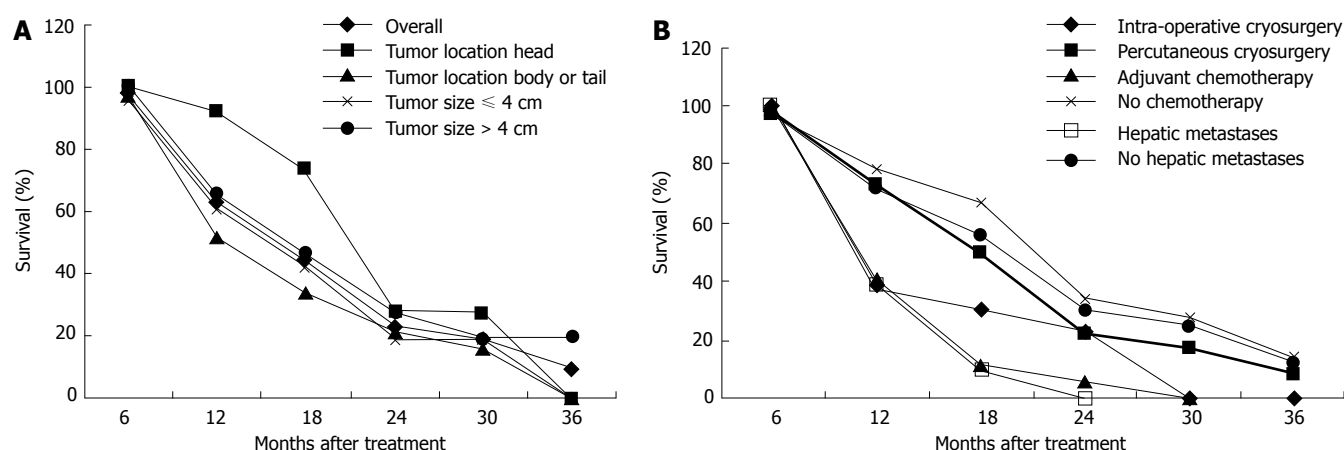 A
120
100
80
60
40
20
0
Survival (%)
6 12 18 24 30 36
Months after treatment
Overall
Tumor location head
Tumor location body or tail
Tumor size ≤ 4 cm
Tumor size > 4 cm
B
120
100
80
60
40
20
0
Survival (%)
6 12 18 24 30 36
Months after treatment
Intra-operative cryosurgery
Percutaneous cryosurgery
Adjuvant chemotherapy
No chemotherapy
Hepatic metastases
No hepatic metastases